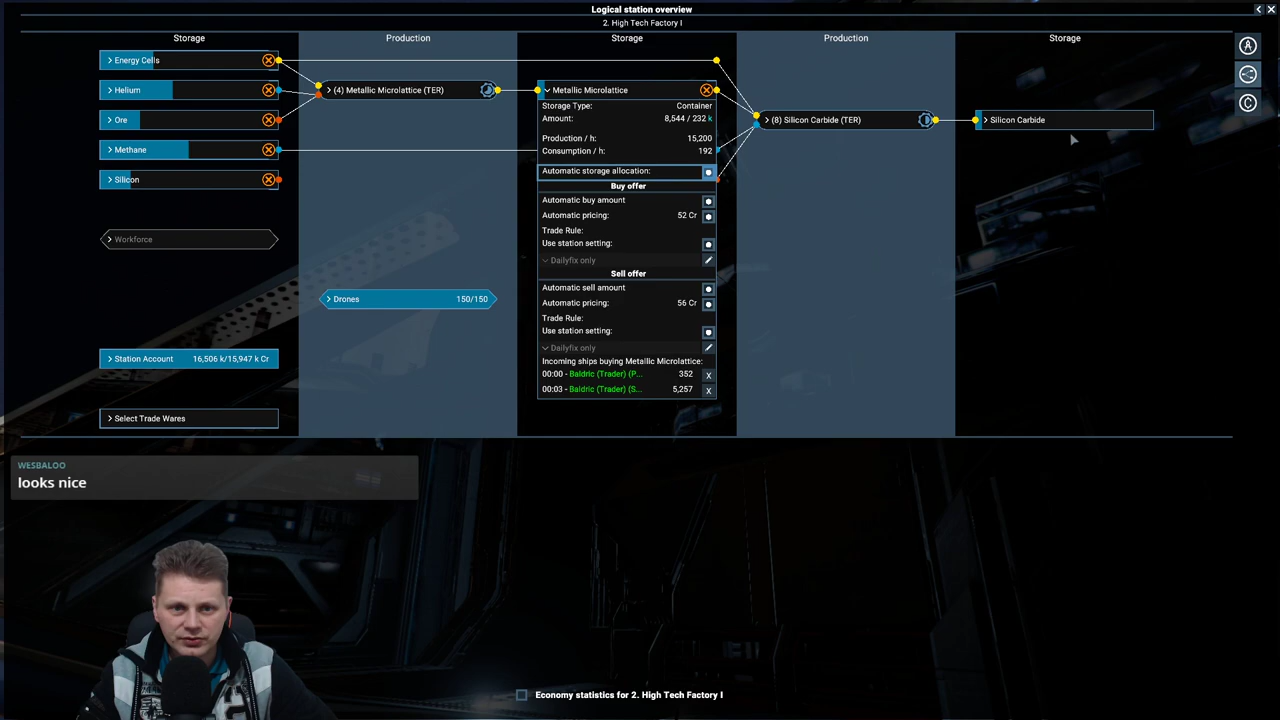 Logical station overview
2. High Tech Factory I
Storage
Production
Storage
Production
Storage
Energy Cells
Helium
Ore
Methane
Silicon
Workforce
Station Account 16,506 k/15,947 k Cr
Select Trade Wares
(4) Metallic Microlattice (TER)
Drones 150/150
Metallic Microlattice
Storage Type: Container
Amount: 8,544 / 232 k
Production / h: 15,200
Consumption / h: 192
Automatic storage allocation:
Buy offer
Automatic buy amount
Automatic pricing: 52 Cr
Trade Rule:
Use station setting:
Dailyfix only
Sell offer
Automatic sell amount
Automatic pricing: 56 Cr
Trade Rule:
Use station setting:
Dailyfix only
Incoming ships buying Metallic Microlattice:
00:00 - Baldric (Trader) (P... 352 X
00:03 - Baldric (Trader) (S... 5,257 X
(8) Silicon Carbide (TER)
Silicon Carbide
WESBALOO
looks nice
Economy statistics for 2. High Tech Factory I